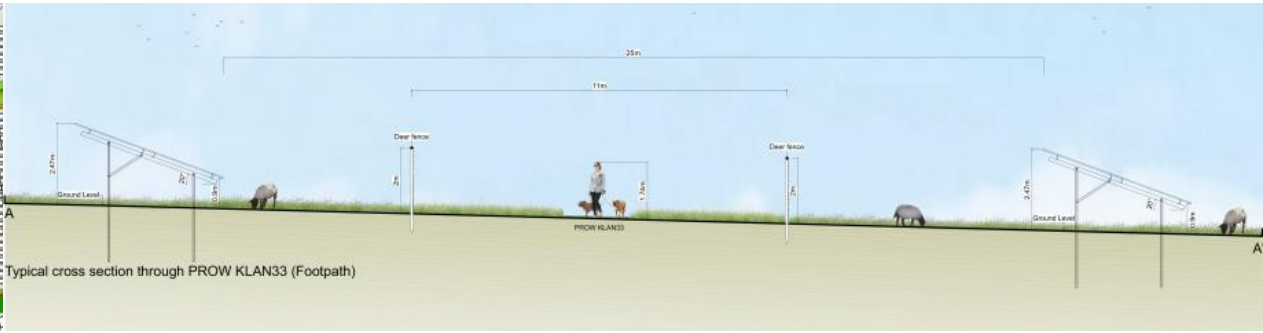 25m
11m
Deer fence
Deer fence
2.47m
20°
0.9m
2m
1.74m
2m
2.47m
20°
0.9m
Ground Level
Ground Level
A
PROW KLAN33
A'
Typical cross section through PROW KLAN33 (Footpath)